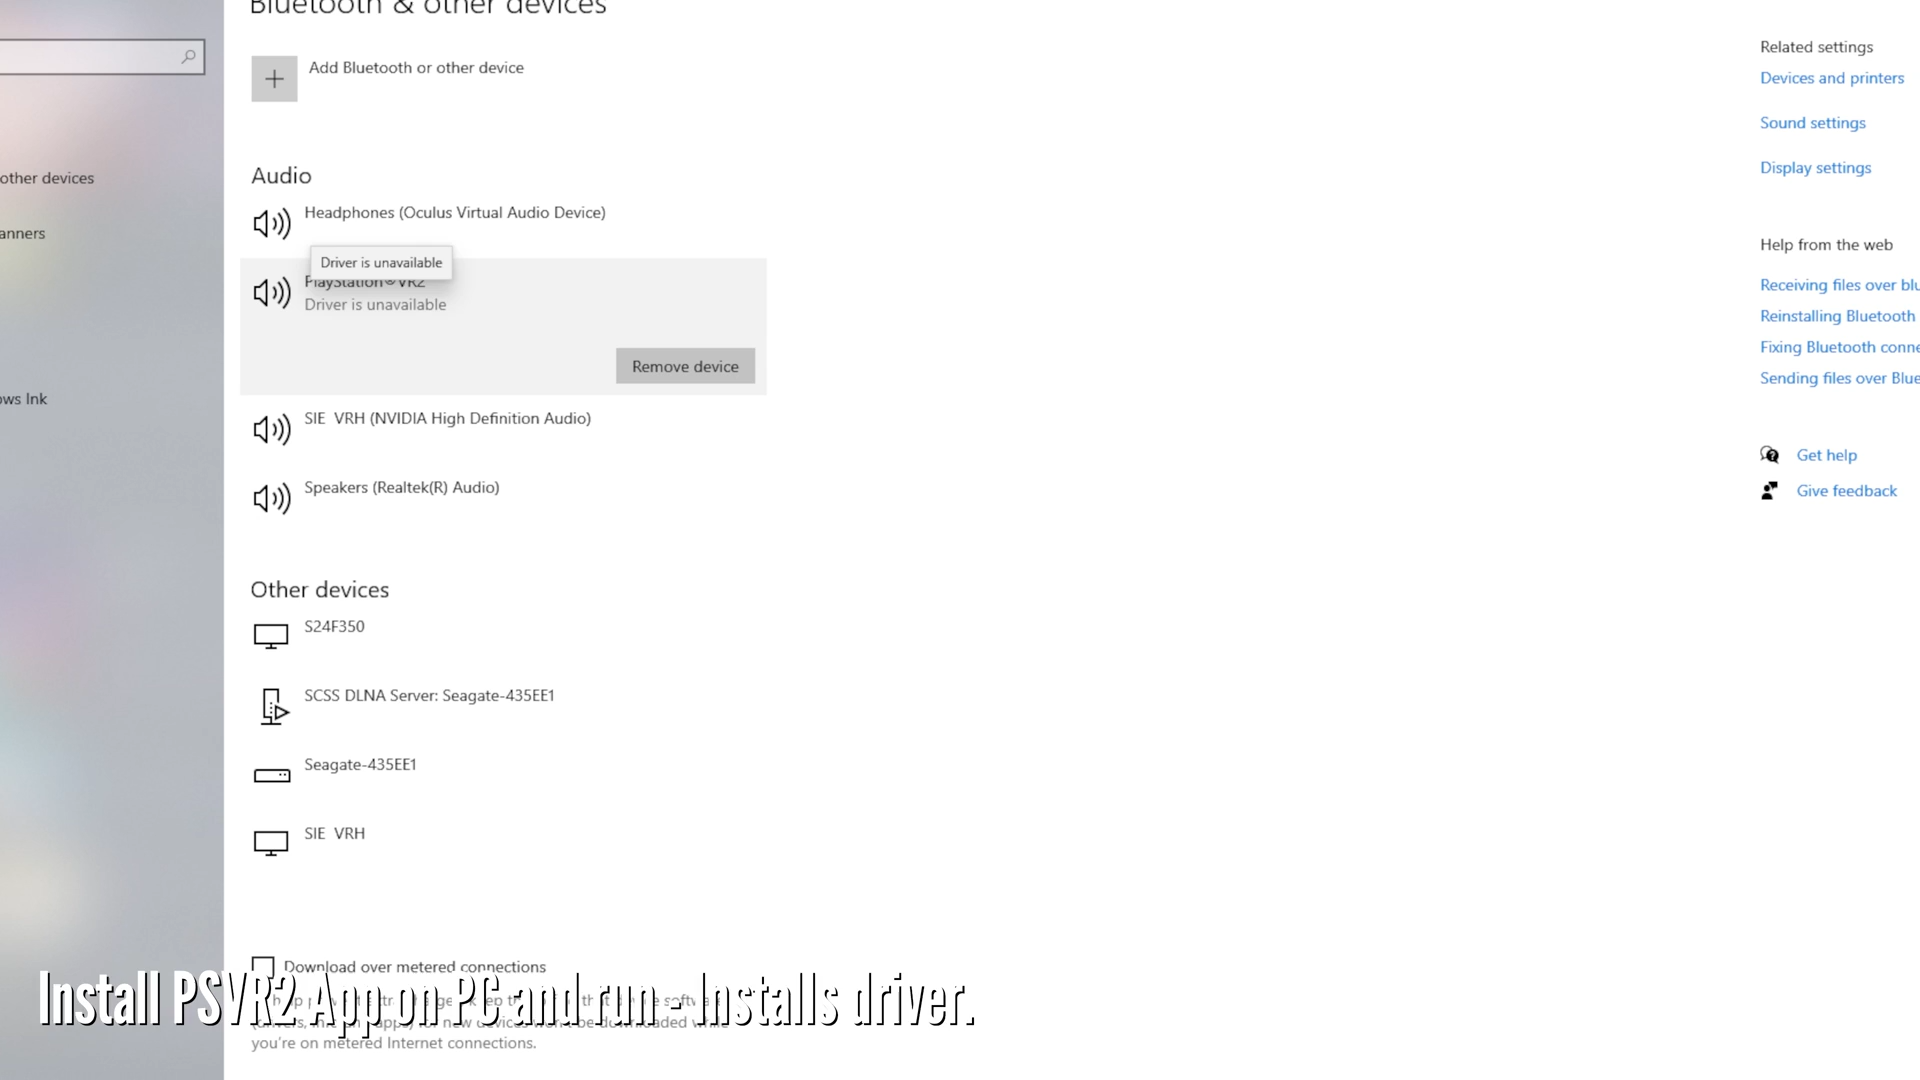 Bluetooth & other devices
Add Bluetooth or other device
Related settings
Devices and printers
Sound settings
Display settings
other devices
anners
ows Ink
Audio
Headphones (Oculus Virtual Audio Device)
Driver is unavailable
PlayStation®VR2
Driver is unavailable
Remove device
SIE VRH (NVIDIA High Definition Audio)
Speakers (Realtek(R) Audio)
Help from the web
Receiving files over blu
Reinstalling Bluetooth
Fixing Bluetooth conne
Sending files over Blue
Get help
Give feedback
Other devices
S24F350
SCSS DLNA Server: Seagate-435EE1
Seagate-435EE1
SIE VRH
Download over metered connections
Install PSVR2 App on PC and run - Installs driver.
you're on metered Internet connections.